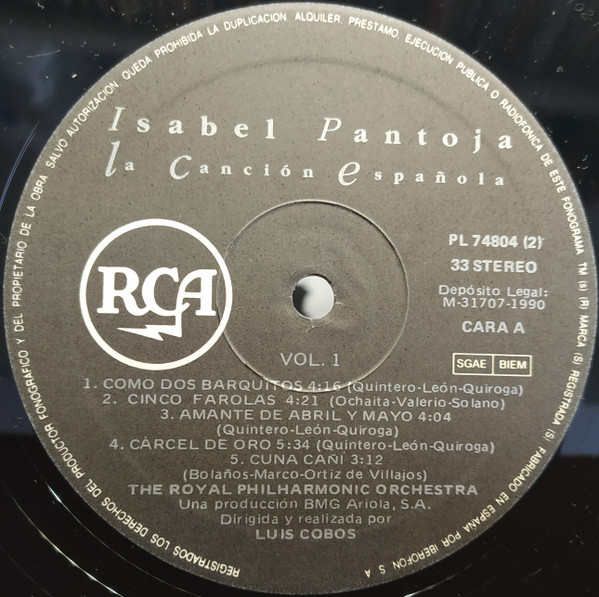 REGISTRADOS LOS DERECHOS DEL PRODUCTOR FONOGRAFICO Y DEL PROPIETARIO DE LA OBRA. SALVO AUTORIZACION, QUEDA PROHIBIDA LA DUPLICACION, ALQUILER, PRESTAMO, EJECUCION PUBLICA O RADIOFONICA DE ESTE FONOGRAMA TM (s) (R) MARCA (S) REGISTRADA (S) FABRICADO EN ESPAÑA POR IBEROFON, S A
Isabel Pantoja
la Canción española
RCA
PL 74804 (2)
33 STEREO
Depósito Legal:
M-31707-1990
CARA A
SGAE BIEM
VOL. 1
1. COMO DOS BARQUITOS 4:16 (Quintero-León-Quiroga)
2. CINCO FAROLAS 4:21 (Ochaita-Valerio-Solano)
3. AMANTE DE ABRIL Y MAYO 4:04
(Quintero-León-Quiroga)
4. CÁRCEL DE ORO 5:34 (Quintero-León-Quiroga)
5. CUNA CAÑÍ 3:12
(Bolaños-Marco-Ortiz de Villajos)
THE ROYAL PHILHARMONIC ORCHESTRA
Una producción BMG Ariola, S.A.
Dirigida y realizada por
LUIS COBOS